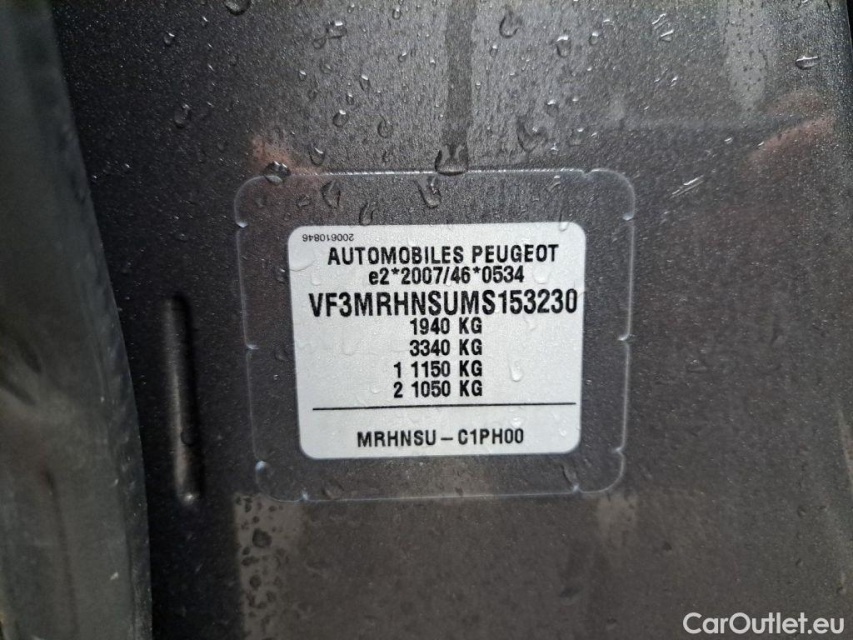 200610846
AUTOMOBILES PEUGEOT
e2*2007/46*0534
VF3MRHNSUMS153230
1940 KG
3340 KG
1 1150 KG
2 1050 KG
MRHNSU - C1PH00
CarOutlet.eu